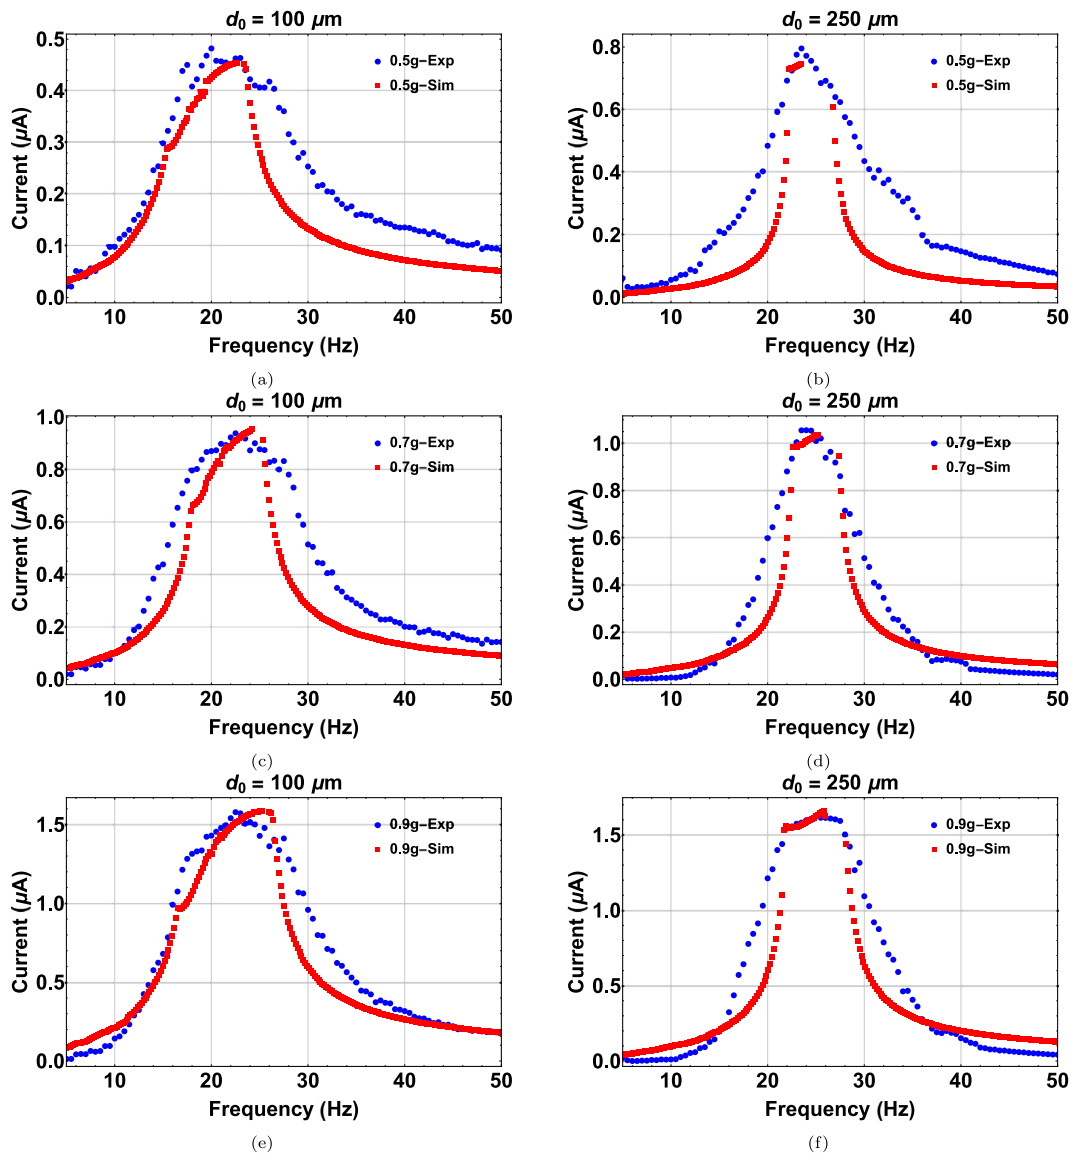 d₀ = 100 μm
0.5
0.4
0.3
0.2
0.1
0.0
Current (μA)
0.5g–Exp
0.5g–Sim
10 20 30 40 50
Frequency (Hz)
(a)
d₀ = 250 μm
0.8
0.6
0.4
0.2
0.0
Current (μA)
0.5g–Exp
0.5g–Sim
10 20 30 40 50
Frequency (Hz)
(b)
d₀ = 100 μm
1.0
0.8
0.6
0.4
0.2
0.0
Current (μA)
0.7g–Exp
0.7g–Sim
10 20 30 40 50
Frequency (Hz)
(c)
d₀ = 250 μm
1.0
0.8
0.6
0.4
0.2
0.0
Current (μA)
0.7g–Exp
0.7g–Sim
10 20 30 40 50
Frequency (Hz)
(d)
d₀ = 100 μm
1.5
1.0
0.5
0.0
Current (μA)
0.9g–Exp
0.9g–Sim
10 20 30 40 50
Frequency (Hz)
(e)
d₀ = 250 μm
1.5
1.0
0.5
0.0
Current (μA)
0.9g–Exp
0.9g–Sim
10 20 30 40 50
Frequency (Hz)
(f)